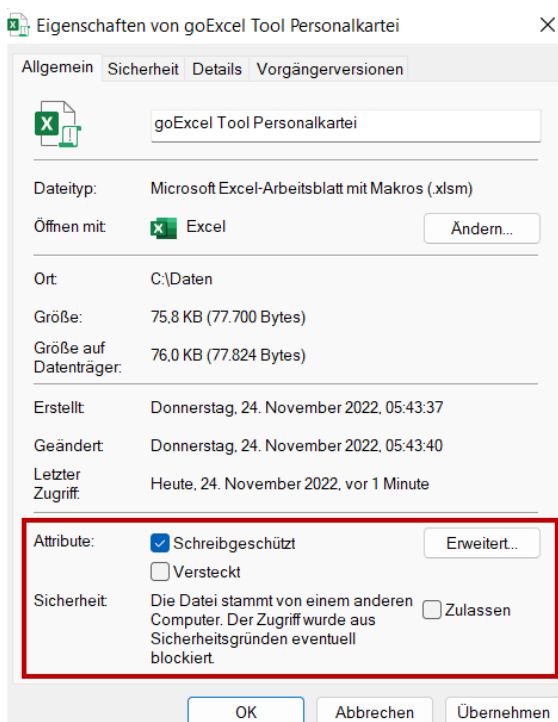 Eigenschaften von goExcel Tool Personalkartei
Allgemein Sicherheit Details Vorgängerversionen
goExcel Tool Personalkartei
Dateityp: Microsoft Excel-Arbeitsblatt mit Makros (.xlsm)
Öffnen mit: Excel Ändern...
Ort: C:\Daten
Größe: 75,8 KB (77.700 Bytes)
Größe auf
Datenträger: 76,0 KB (77.824 Bytes)
Erstellt: Donnerstag, 24. November 2022, 05:43:37
Geändert: Donnerstag, 24. November 2022, 05:43:40
Letzter
Zugriff: Heute, 24. November 2022, vor 1 Minute
Attribute: Schreibgeschützt Erweitert...
Versteckt
Sicherheit: Die Datei stammt von einem anderen
Computer. Der Zugriff wurde aus Zulassen
Sicherheitsgründen eventuell
blockiert.
OK Abbrechen Übernehmen